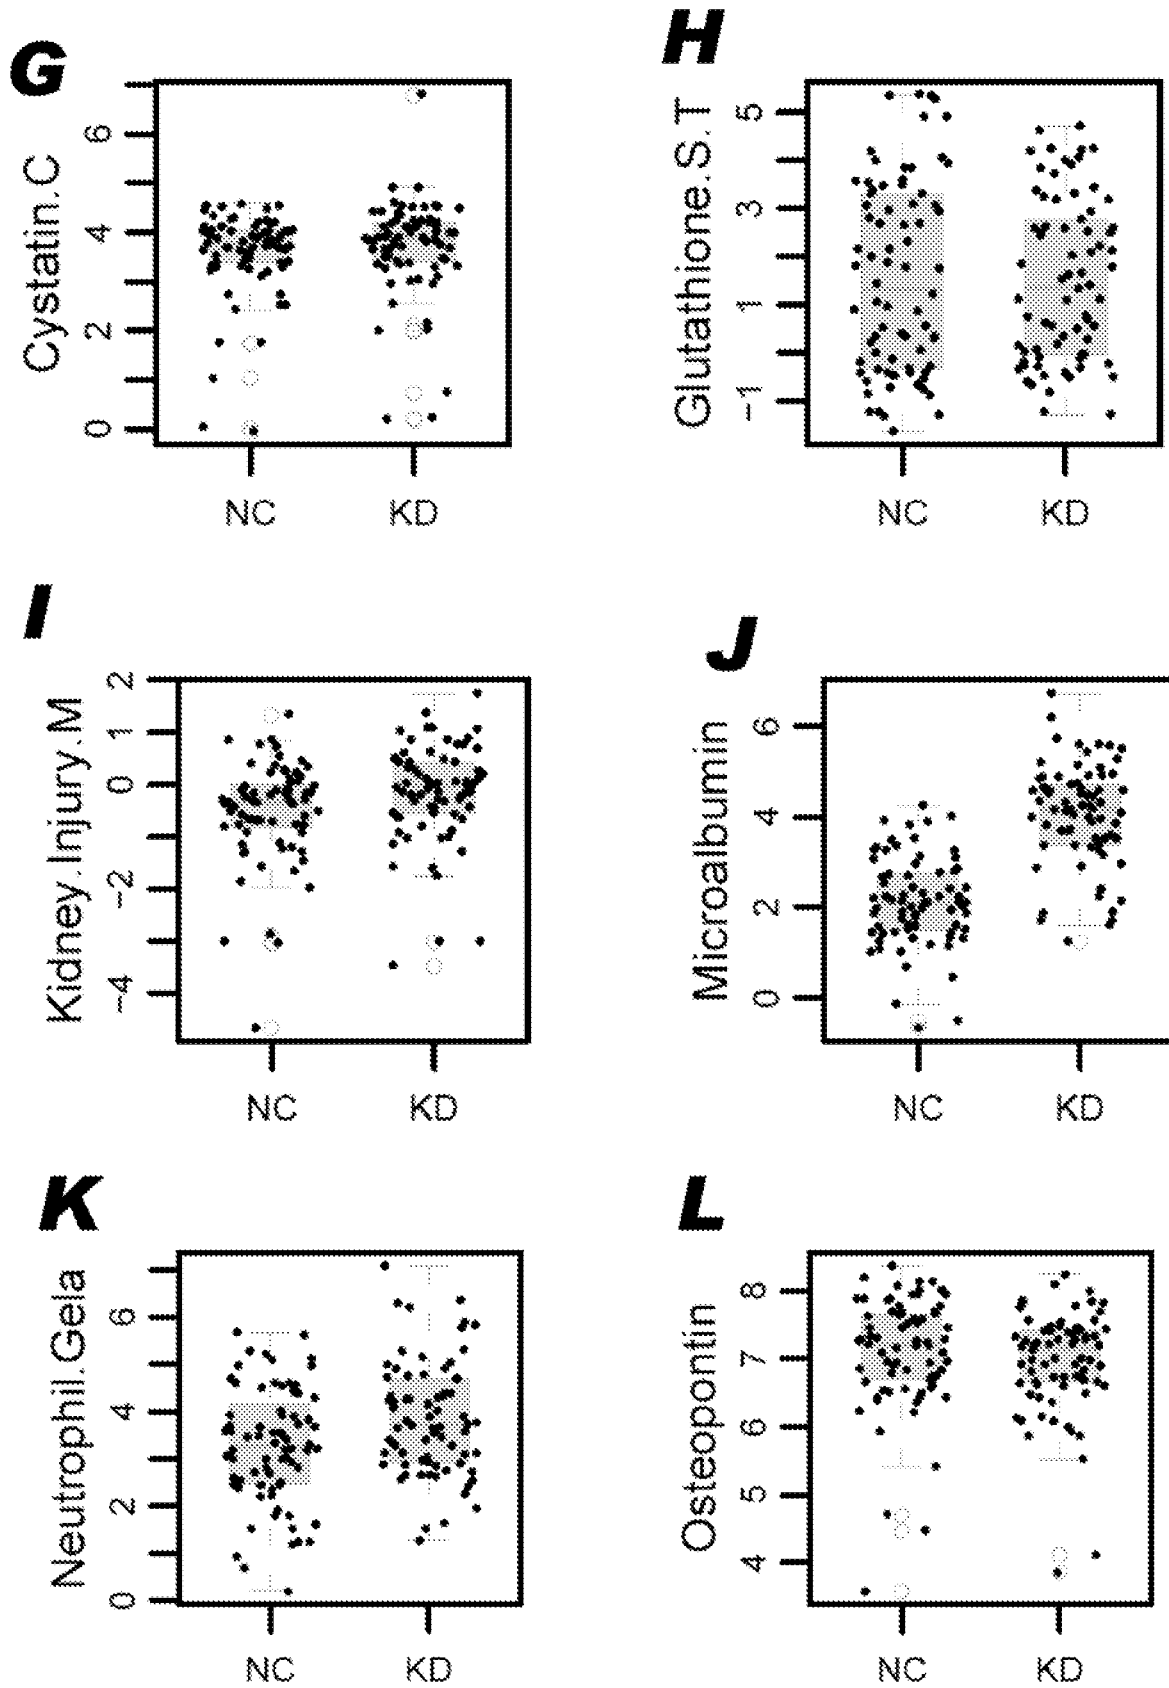 G
Cystatin.C
6
4
2
0
NC
KD
H
Glutathione.S.T
5
3
1
−1
NC
KD
I
Kidney.Injury.M
2
1
0
−2
−4
NC
KD
J
Microalbumin
6
4
2
0
NC
KD
K
Neutrophil.Gela
6
4
2
0
NC
KD
L
Osteopontin
8
7
6
5
4
NC
KD